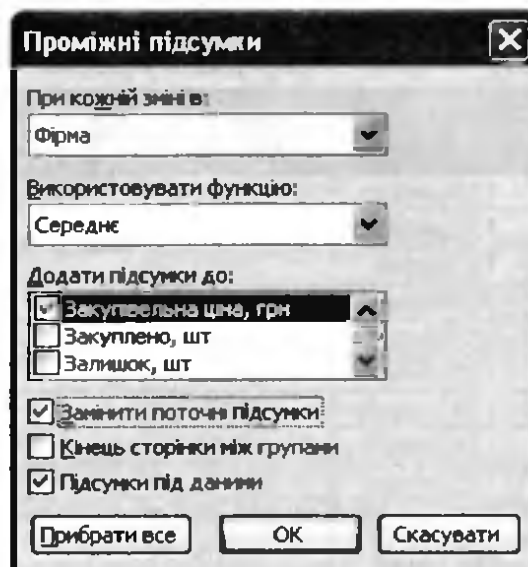 Проміжні підсумки
При кожній зміні в:
Фірма
Використовувати функцію:
Середнє
Додати підсумки до:
Закупівельна ціна, грн
Закуплено, шт
Залишок, шт
Замінити поточні підсумки
Кінець сторінки між групами
Підсумки під даними
Прибрати все
ОК
Скасувати